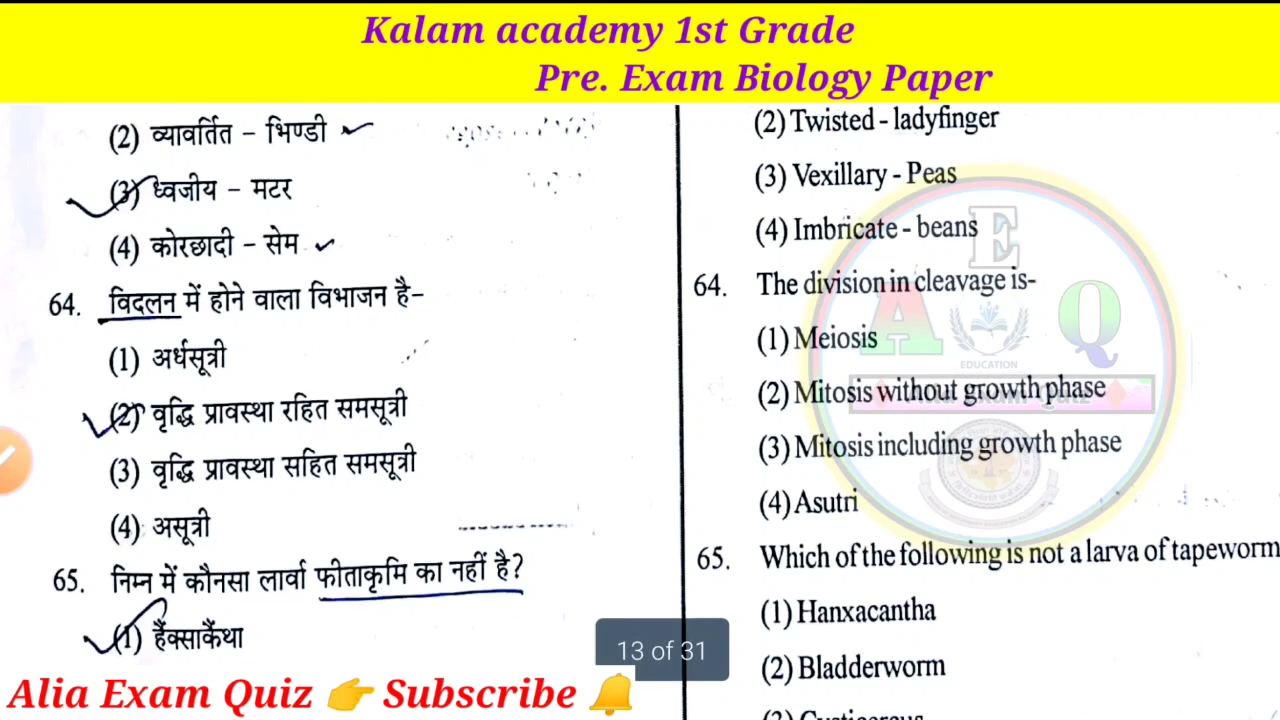 Kalam academy 1st Grade
Pre. Exam Biology Paper
(2) व्यावर्तित - भिण्डी
(3) ध्वजीय - मटर
(4) कोरछादी - सेम
64. विदलन में होने वाला विभाजन है-
(1) अर्धसूत्री
(2) वृद्धि प्रावस्था रहित समसूत्री
(3) वृद्धि प्रावस्था सहित समसूत्री
(4) असूत्री
65. निम्न में कौनसा लार्वा फीताकृमि का नहीं है?
(1) हैंक्साकैंथा
(2) Twisted - ladyfinger
(3) Vexillary - Peas
(4) Imbricate - beans
64. The division in cleavage is-
(1) Meiosis
(2) Mitosis without growth phase
(3) Mitosis including growth phase
(4) Asutri
65. Which of the following is not a larva of tapeworm
(1) Hanxacantha
(2) Bladderworm
(3) Cysticercus
E
A
Q
EDUCATION
13 of 31
Alia Exam Quiz 👉 Subscribe 🔔